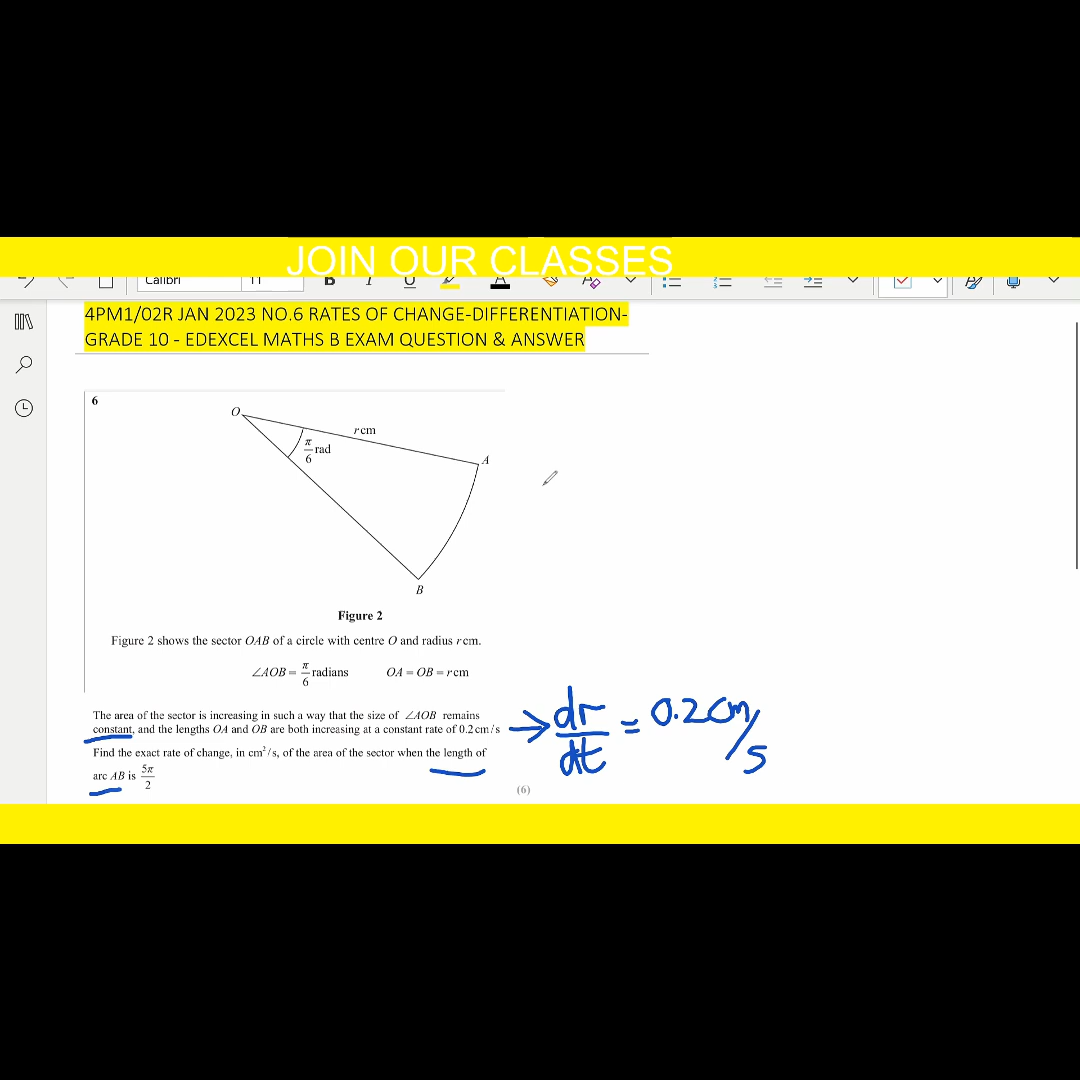 JOIN OUR CLASSES
Calibri 11 B I U A
4PM1/02R JAN 2023 NO.6 RATES OF CHANGE-DIFFERENTIATION-
GRADE 10 - EDEXCEL MATHS B EXAM QUESTION & ANSWER
6
O
r cm
π/6 rad
A
B
Figure 2
Figure 2 shows the sector OAB of a circle with centre O and radius r cm.
∠AOB = π/6 radians OA = OB = r cm
The area of the sector is increasing in such a way that the size of ∠AOB remains
constant, and the lengths OA and OB are both increasing at a constant rate of 0.2 cm/s
→ dr/dt = 0.2 cm/s
Find the exact rate of change, in cm²/s, of the area of the sector when the length of
arc AB is 5π/2
(6)